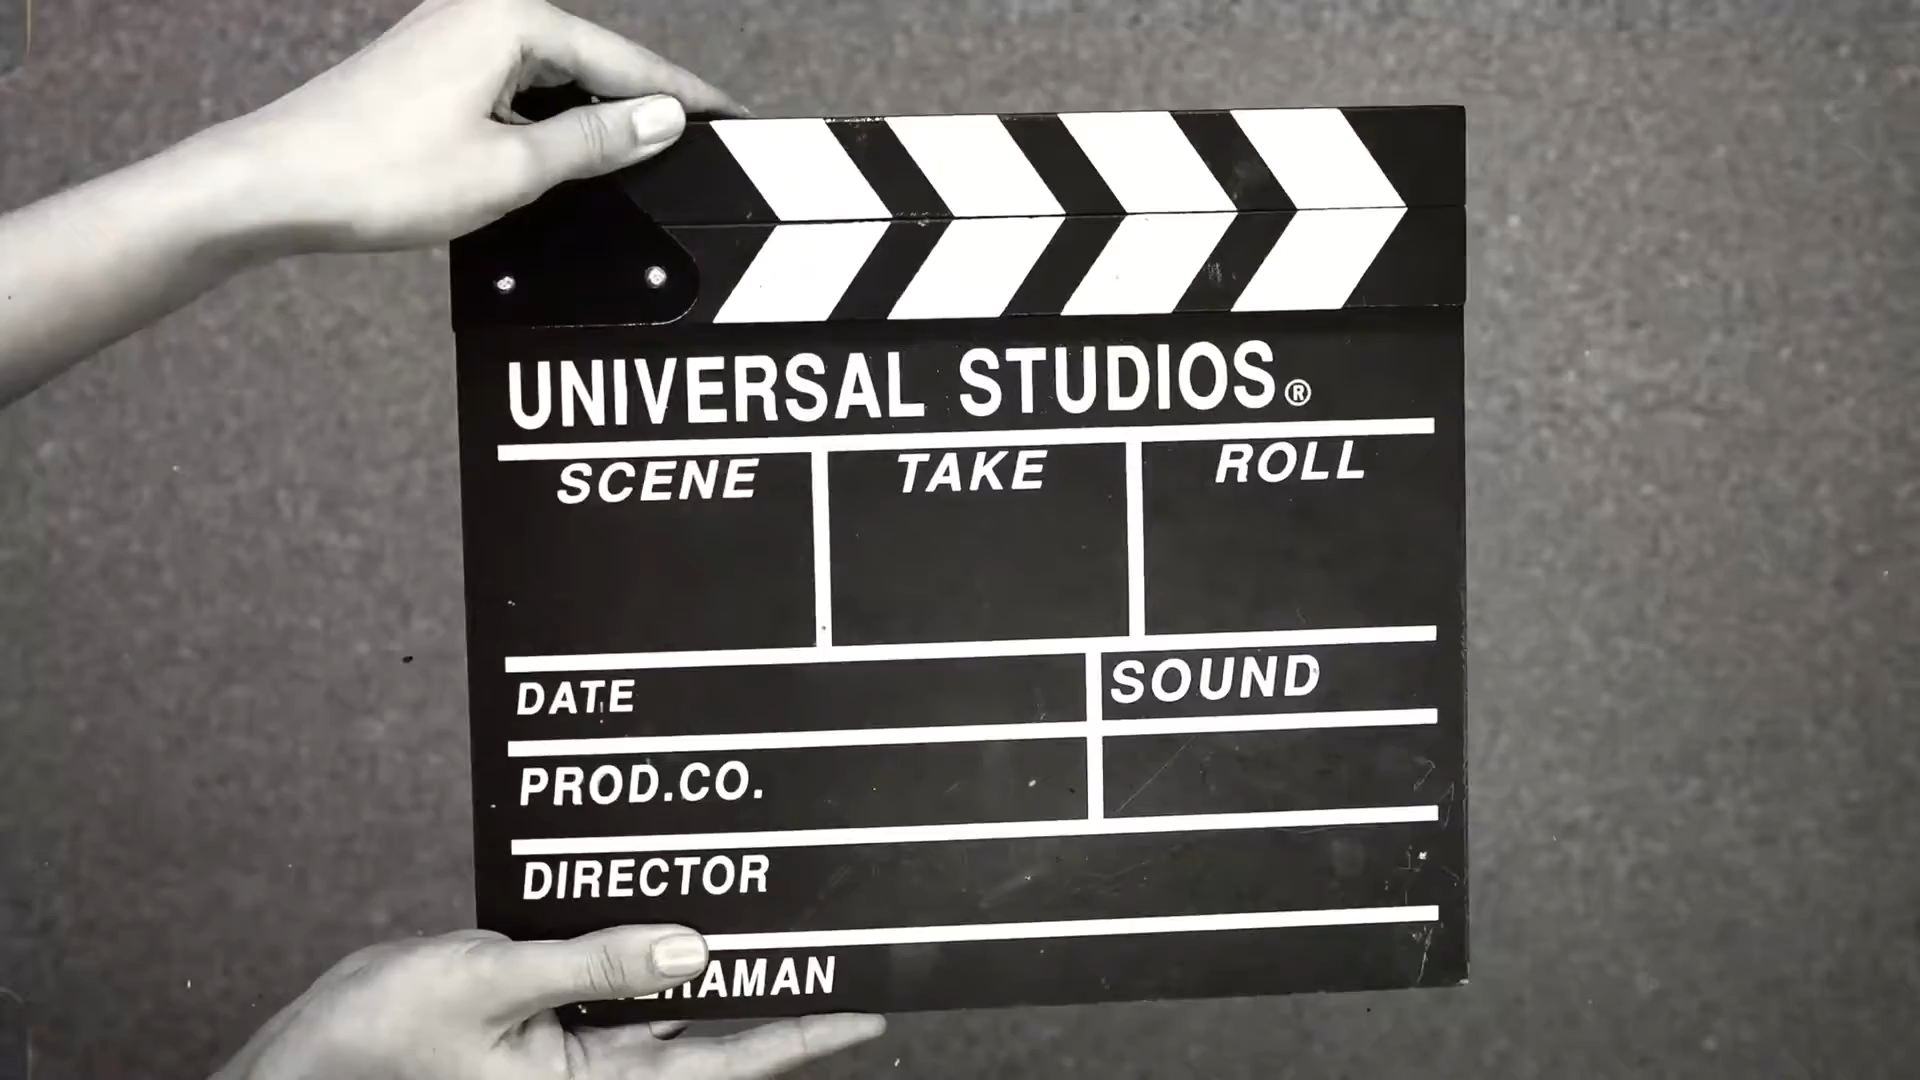 UNIVERSAL STUDIOS®
SCENE TAKE ROLL
DATE SOUND
PROD.CO.
DIRECTOR